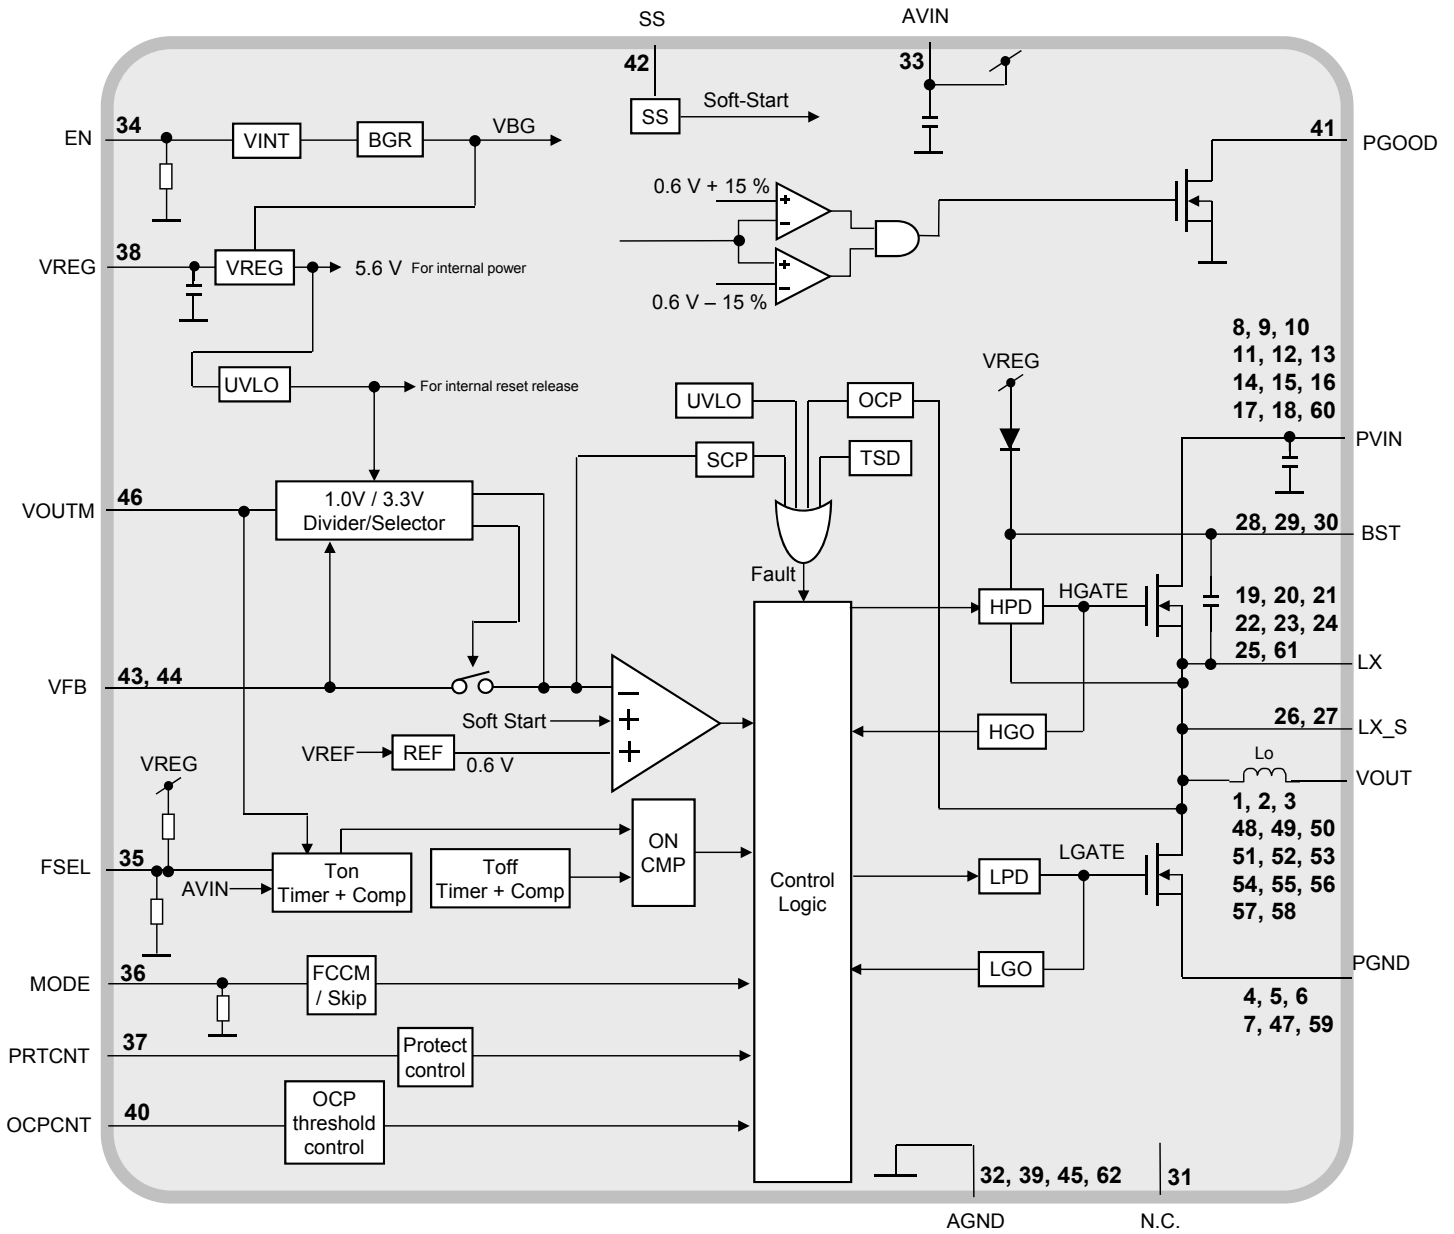 SS
AVIN
42
33
SS
Soft-Start
EN
34
VINT
BGR
VBG
41
PGOOD
0.6 V + 15 %
+
−
+
−
0.6 V – 15 %
VREG
38
VREG
5.6 V For internal power
UVLO
For internal reset release
8, 9, 10
11, 12, 13
14, 15, 16
17, 18, 60
VREG
PVIN
UVLO
OCP
SCP
TSD
VOUTM
46
1.0V / 3.3V
Divider/Selector
28, 29, 30
BST
Fault
HPD
HGATE
19, 20, 21
22, 23, 24
25, 61
LX
VFB
43, 44
−
+
+
Soft Start
VREF
REF
0.6 V
HGO
26, 27
LX_S
Lo
VOUT
VREG
1, 2, 3
48, 49, 50
51, 52, 53
54, 55, 56
57, 58
FSEL
35
AVIN
Ton
Timer + Comp
Toff
Timer + Comp
ON
CMP
Control
Logic
LPD
LGATE
LGO
PGND
4, 5, 6
7, 47, 59
MODE
36
FCCM
/ Skip
PRTCNT
37
Protect
control
OCPCNT
40
OCP
threshold
control
32, 39, 45, 62
31
AGND
N.C.